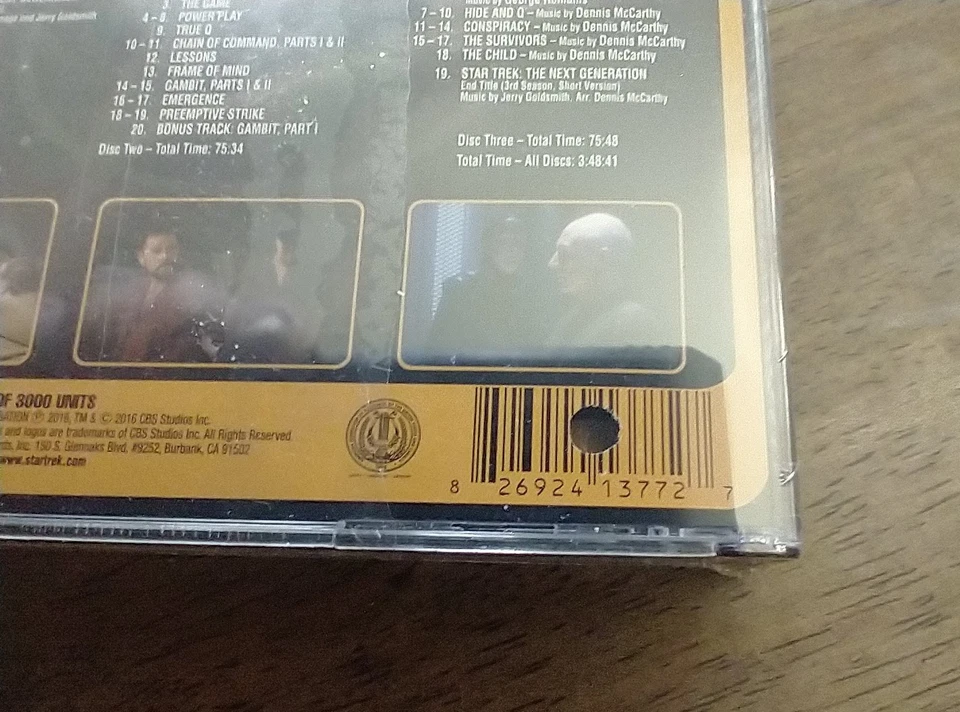 3. THE GAME
4–8. POWER PLAY
9. TRUE Q
10–11. CHAIN OF COMMAND, PARTS I & II
12. LESSONS
13. FRAME OF MIND
14–15. GAMBIT, PARTS I & II
16–17. EMERGENCE
18–19. PREEMPTIVE STRIKE
20. BONUS TRACK: GAMBIT, PART I
Disc Two – Total Time: 75:34
7–10. HIDE AND Q – Music by Dennis McCarthy
11–14. CONSPIRACY – Music by Dennis McCarthy
15–17. THE SURVIVORS – Music by Dennis McCarthy
18. THE CHILD – Music by Dennis McCarthy
19. STAR TREK: THE NEXT GENERATION
End Title (3rd Season, Short Version)
Music by Jerry Goldsmith, Arr. Dennis McCarthy
Disc Three – Total Time: 75:48
Total Time – All Discs: 3:48:41
OF 3000 UNITS
2016, TM & © 2016 CBS Studios Inc.
and logos are trademarks of CBS Studios Inc. All Rights Reserved.
Inc. 150 S. Glenoaks Blvd, #9252, Burbank, CA 91502
www.startrek.com
8 26924 13772 7